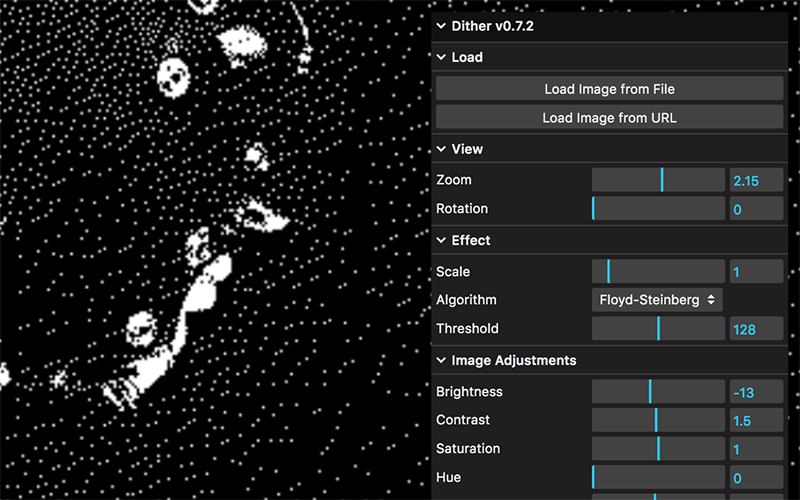 Dither v0.7.2
Load
Load Image from File
Load Image from URL
View
Zoom 2.15
Rotation 0
Effect
Scale 1
Algorithm Floyd-Steinberg
Threshold 128
Image Adjustments
Brightness -13
Contrast 1.5
Saturation 1
Hue 0